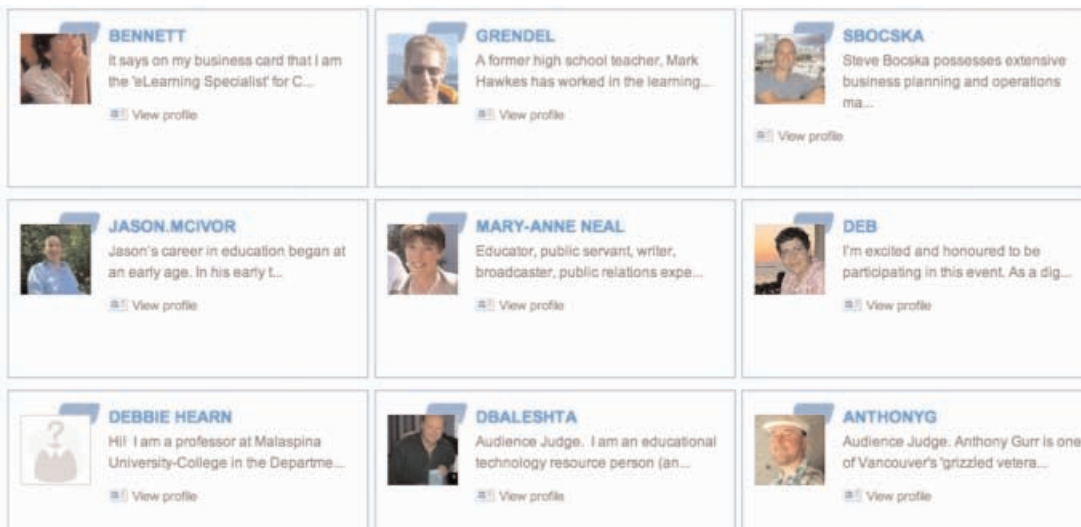 BENNETT
It says on my business card that I am
the 'eLearning Specialist' for C...
View profile
GRENDEL
A former high school teacher, Mark
Hawkes has worked in the learning...
View profile
SBOCSKA
Steve Bocska possesses extensive
business planning and operations
ma...
View profile
JASON.MCIVOR
Jason's career in education began at
an early age. In his early t...
View profile
MARY-ANNE NEAL
Educator, public servant, writer,
broadcaster, public relations expe...
View profile
DEB
I'm excited and honoured to be
participating in this event. As a dig...
View profile
DEBBIE HEARN
Hi! I am a professor at Malaspina
University-College in the Departme...
View profile
DBALESHTA
Audience Judge. I am an educational
technology resource person (an...
View profile
ANTHONYG
Audience Judge. Anthony Gurr is one
of Vancouver's 'grizzled vetera...
View profile